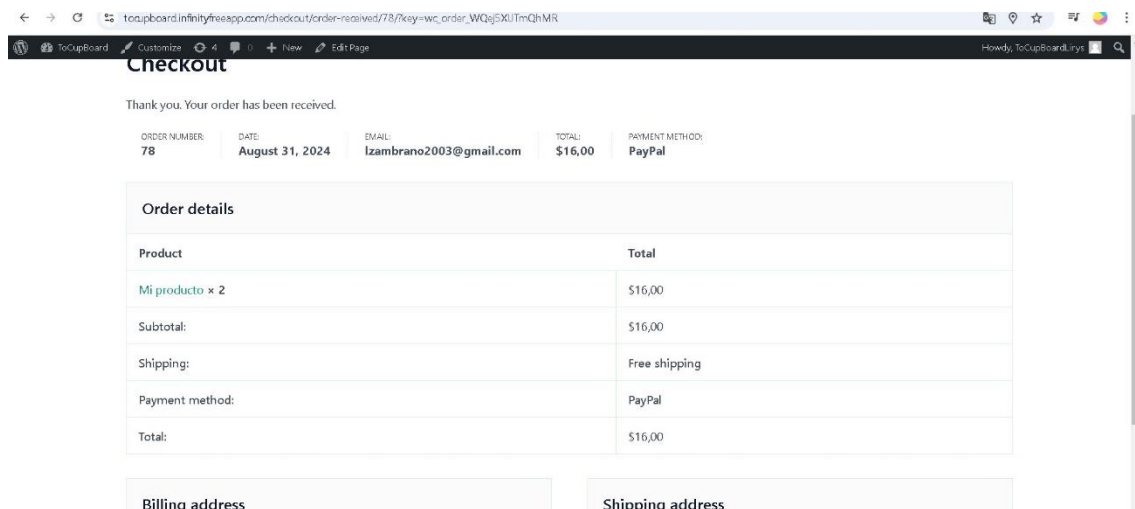 tocupboard.infinityfreeapp.com/checkout/order-received/78/?key=wc_order_WQej5XUTmQhMR
ToCupBoard Customize 4 0 New Edit Page Howdy, ToCupBoardLirys
Checkout
Thank you. Your order has been received.
ORDER NUMBER: DATE: EMAIL: TOTAL: PAYMENT METHOD:
78 August 31, 2024 lzambrano2003@gmail.com $16,00 PayPal
Order details
Product Total
Mi producto × 2 $16,00
Subtotal: $16,00
Shipping: Free shipping
Payment method: PayPal
Total: $16,00
Billing address Shipping address